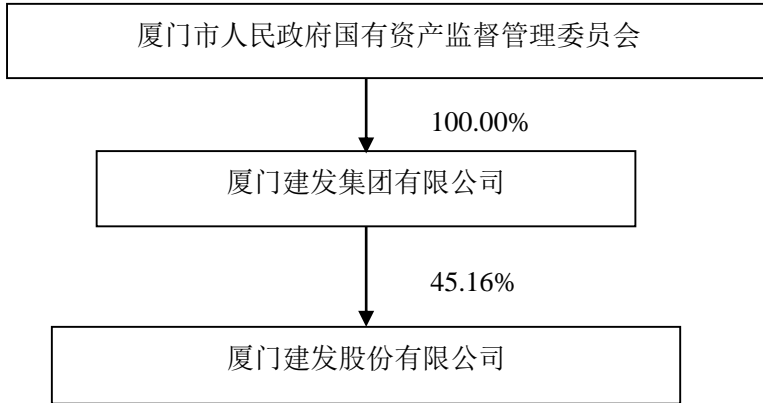 厦门市人民政府国有资产监督管理委员会
100.00%
厦门建发集团有限公司
45.16%
厦门建发股份有限公司